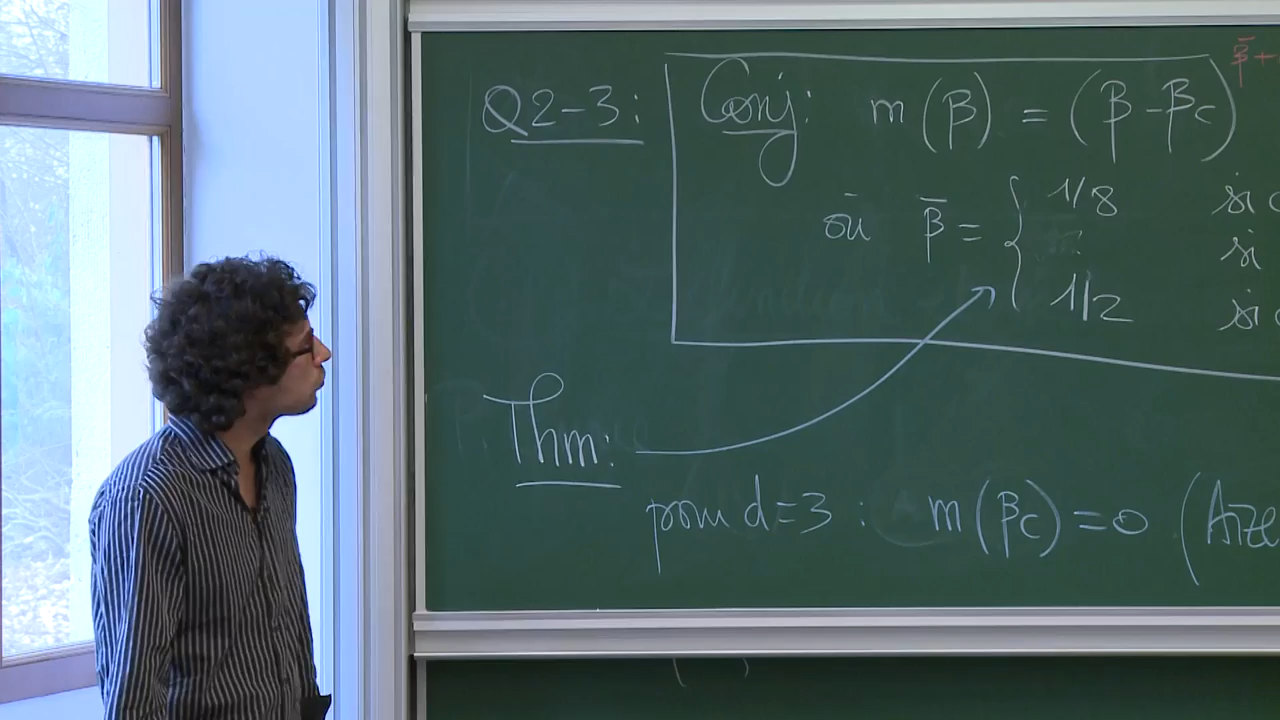 Q2-3: Conj: m(β) = (β - βc) β̄ +
où β̄ = { 1/8 si
: si
1/2 si
Thm:
pour d=3 : m(βc) = 0 (Aize